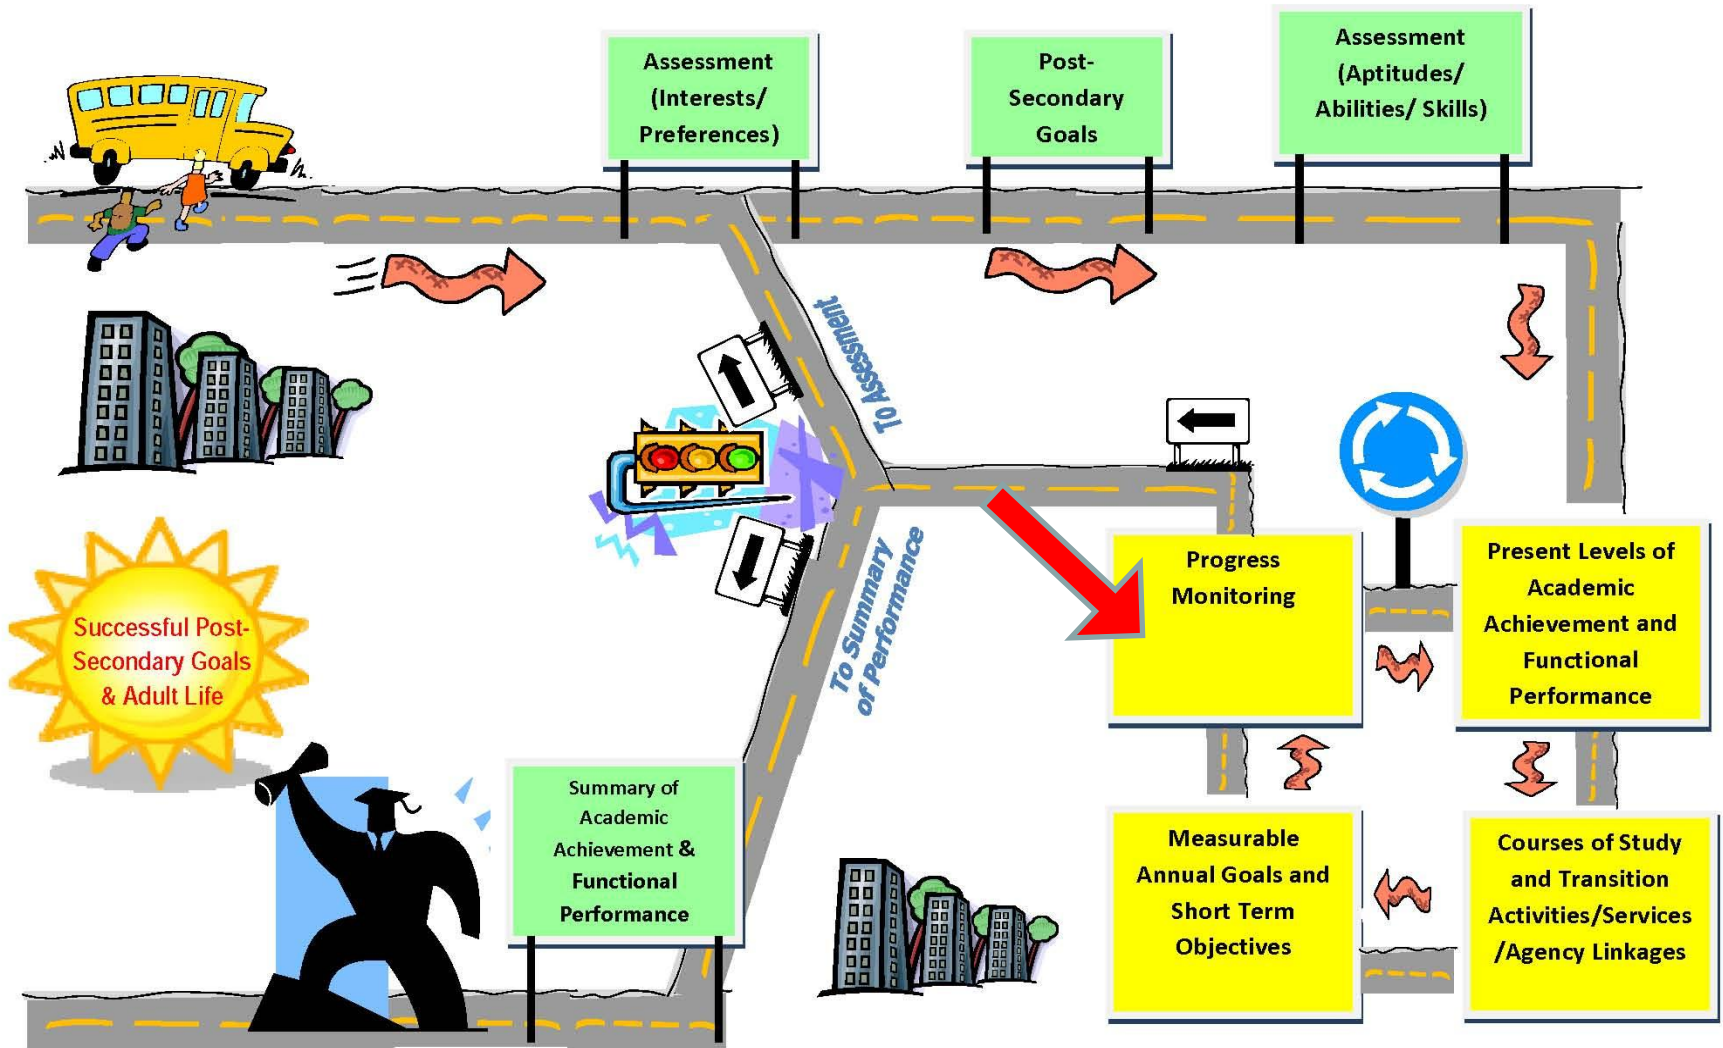 Assessment
(Interests/
Preferences)
Post-
Secondary
Goals
Assessment
(Aptitudes/
Abilities/ Skills)
To Assessment
To Summary
of Performance
Progress
Monitoring
Present Levels of
Academic
Achievement and
Functional
Performance
Successful Post-
Secondary Goals
& Adult Life
Summary of
Academic
Achievement &
Functional
Performance
Measurable
Annual Goals and
Short Term
Objectives
Courses of Study
and Transition
Activities/Services
/Agency Linkages